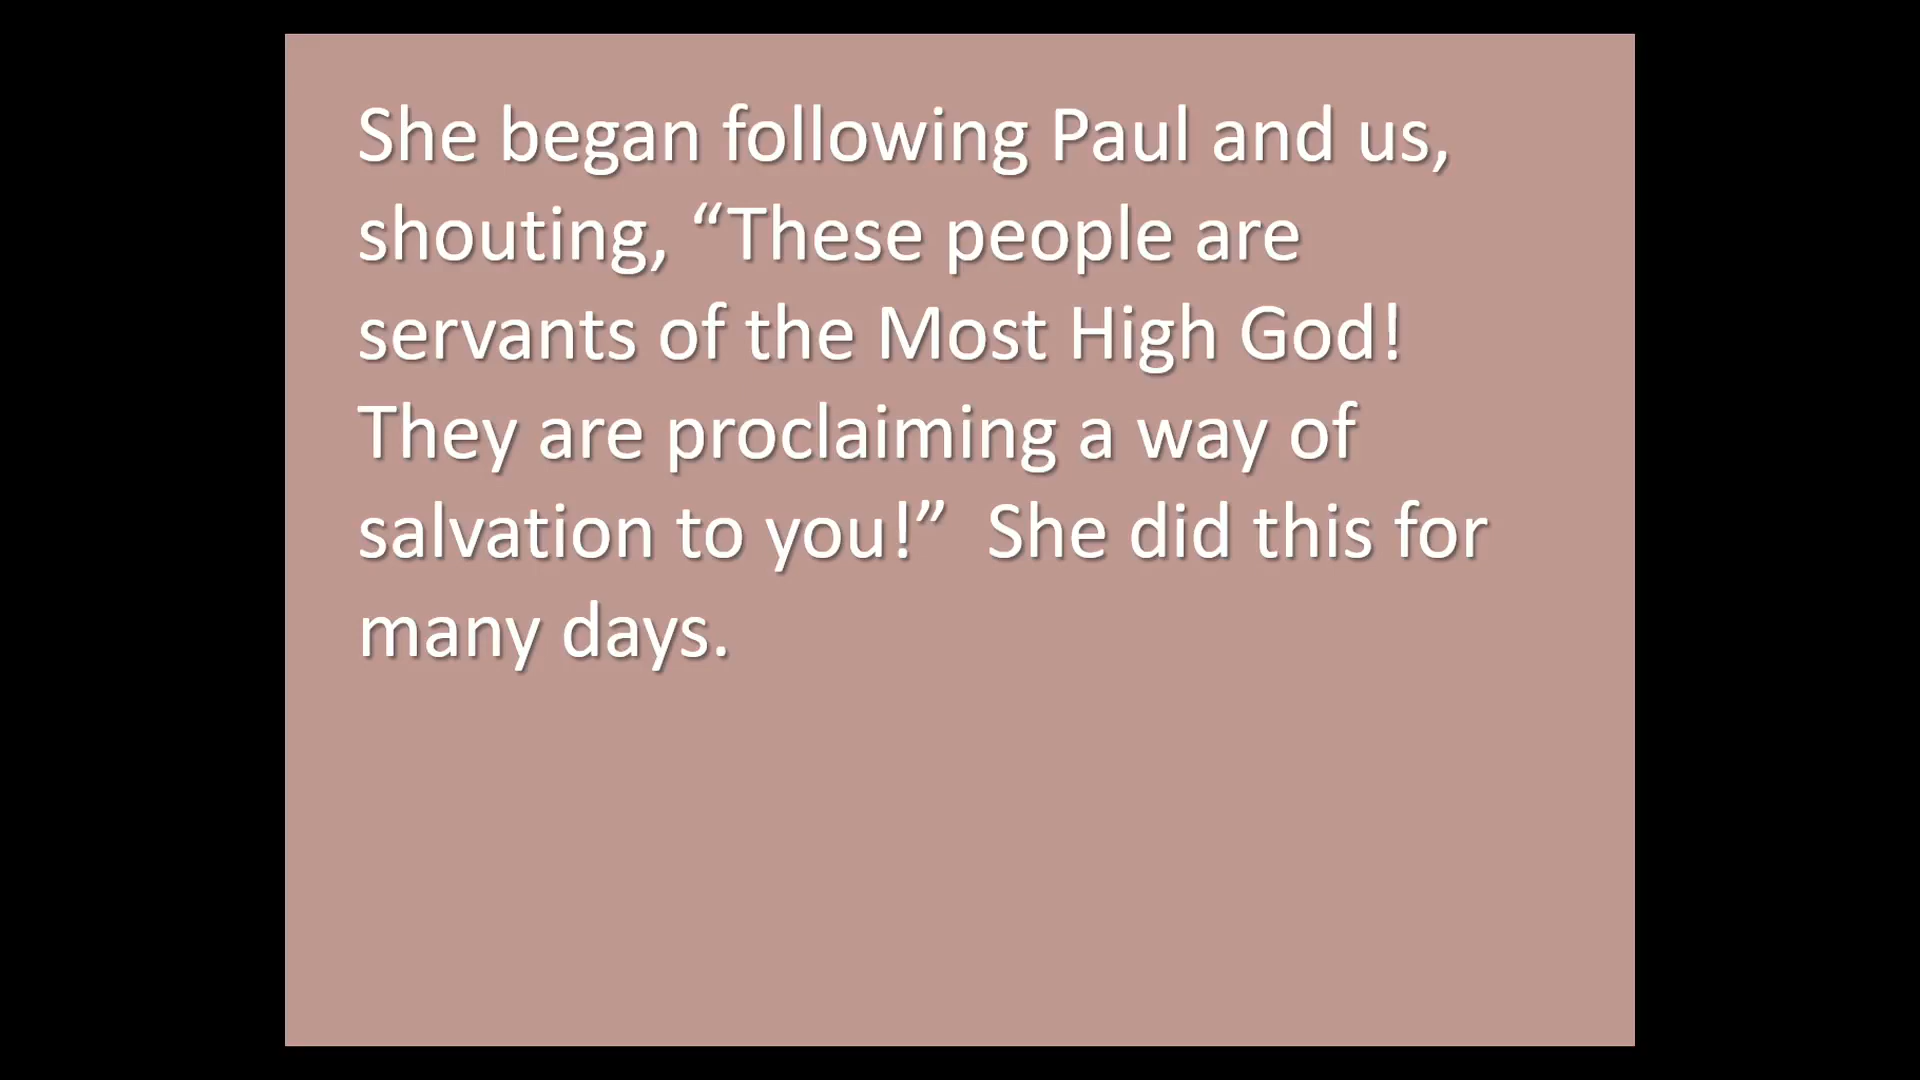 She began following Paul and us,
shouting, “These people are
servants of the Most High God!
They are proclaiming a way of
salvation to you!”  She did this for
many days.